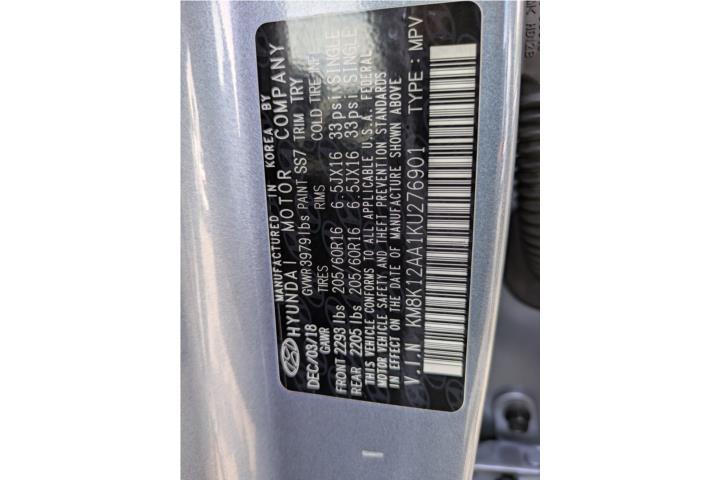 MANUFACTURED IN KOREA BY
HYUNDAI MOTOR COMPANY
DEC/03/18 GVWR 3979 lbs PAINT SS7 TRIM TRY
GAWR TIRES RIMS COLD TIRE INFL
FRONT 2293 lbs 205/60R16 6.5JX16 33psi SINGLE
REAR 2205 lbs 205/60R16 6.5JX16 33psi SINGLE
THIS VEHICLE CONFORMS TO ALL APPLICABLE U.S.A. FEDERAL
MOTOR VEHICLE SAFETY AND THEFT PREVENTION STANDARDS
IN EFFECT ON THE DATE OF MANUFACTURE SHOWN ABOVE
V.I.N KM8K12AA1KU276901 TYPE : MPV